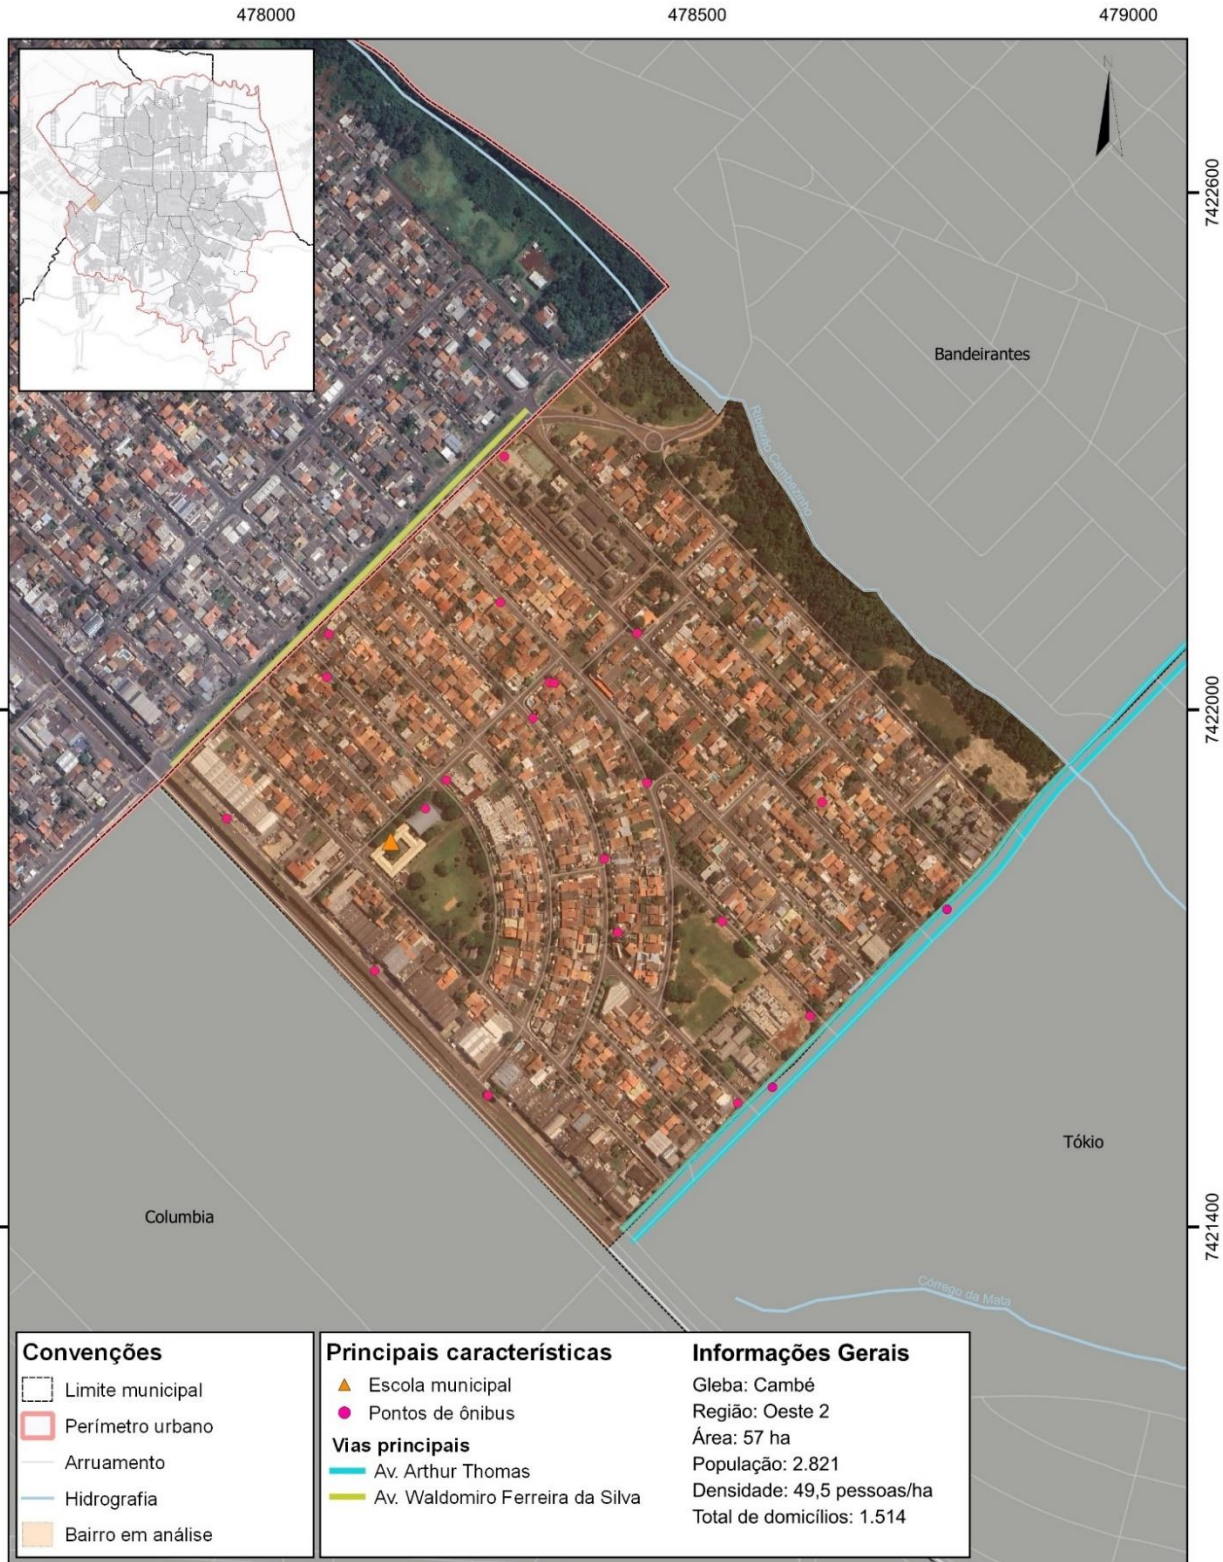 478000
478500
479000
N
7422600
Bandeirantes
Ribeirão Cambezinho
7422000
Tókio
Columbia
7421400
Córrego da Mata
Convenções
Limite municipal
Perímetro urbano
Arruamento
Hidrografia
Bairro em análise
Principais características
Escola municipal
Pontos de ônibus
Vias principais
Av. Arthur Thomas
Av. Waldomiro Ferreira da Silva
Informações Gerais
Gleba: Cambé
Região: Oeste 2
Área: 57 ha
População: 2.821
Densidade: 49,5 pessoas/ha
Total de domicílios: 1.514